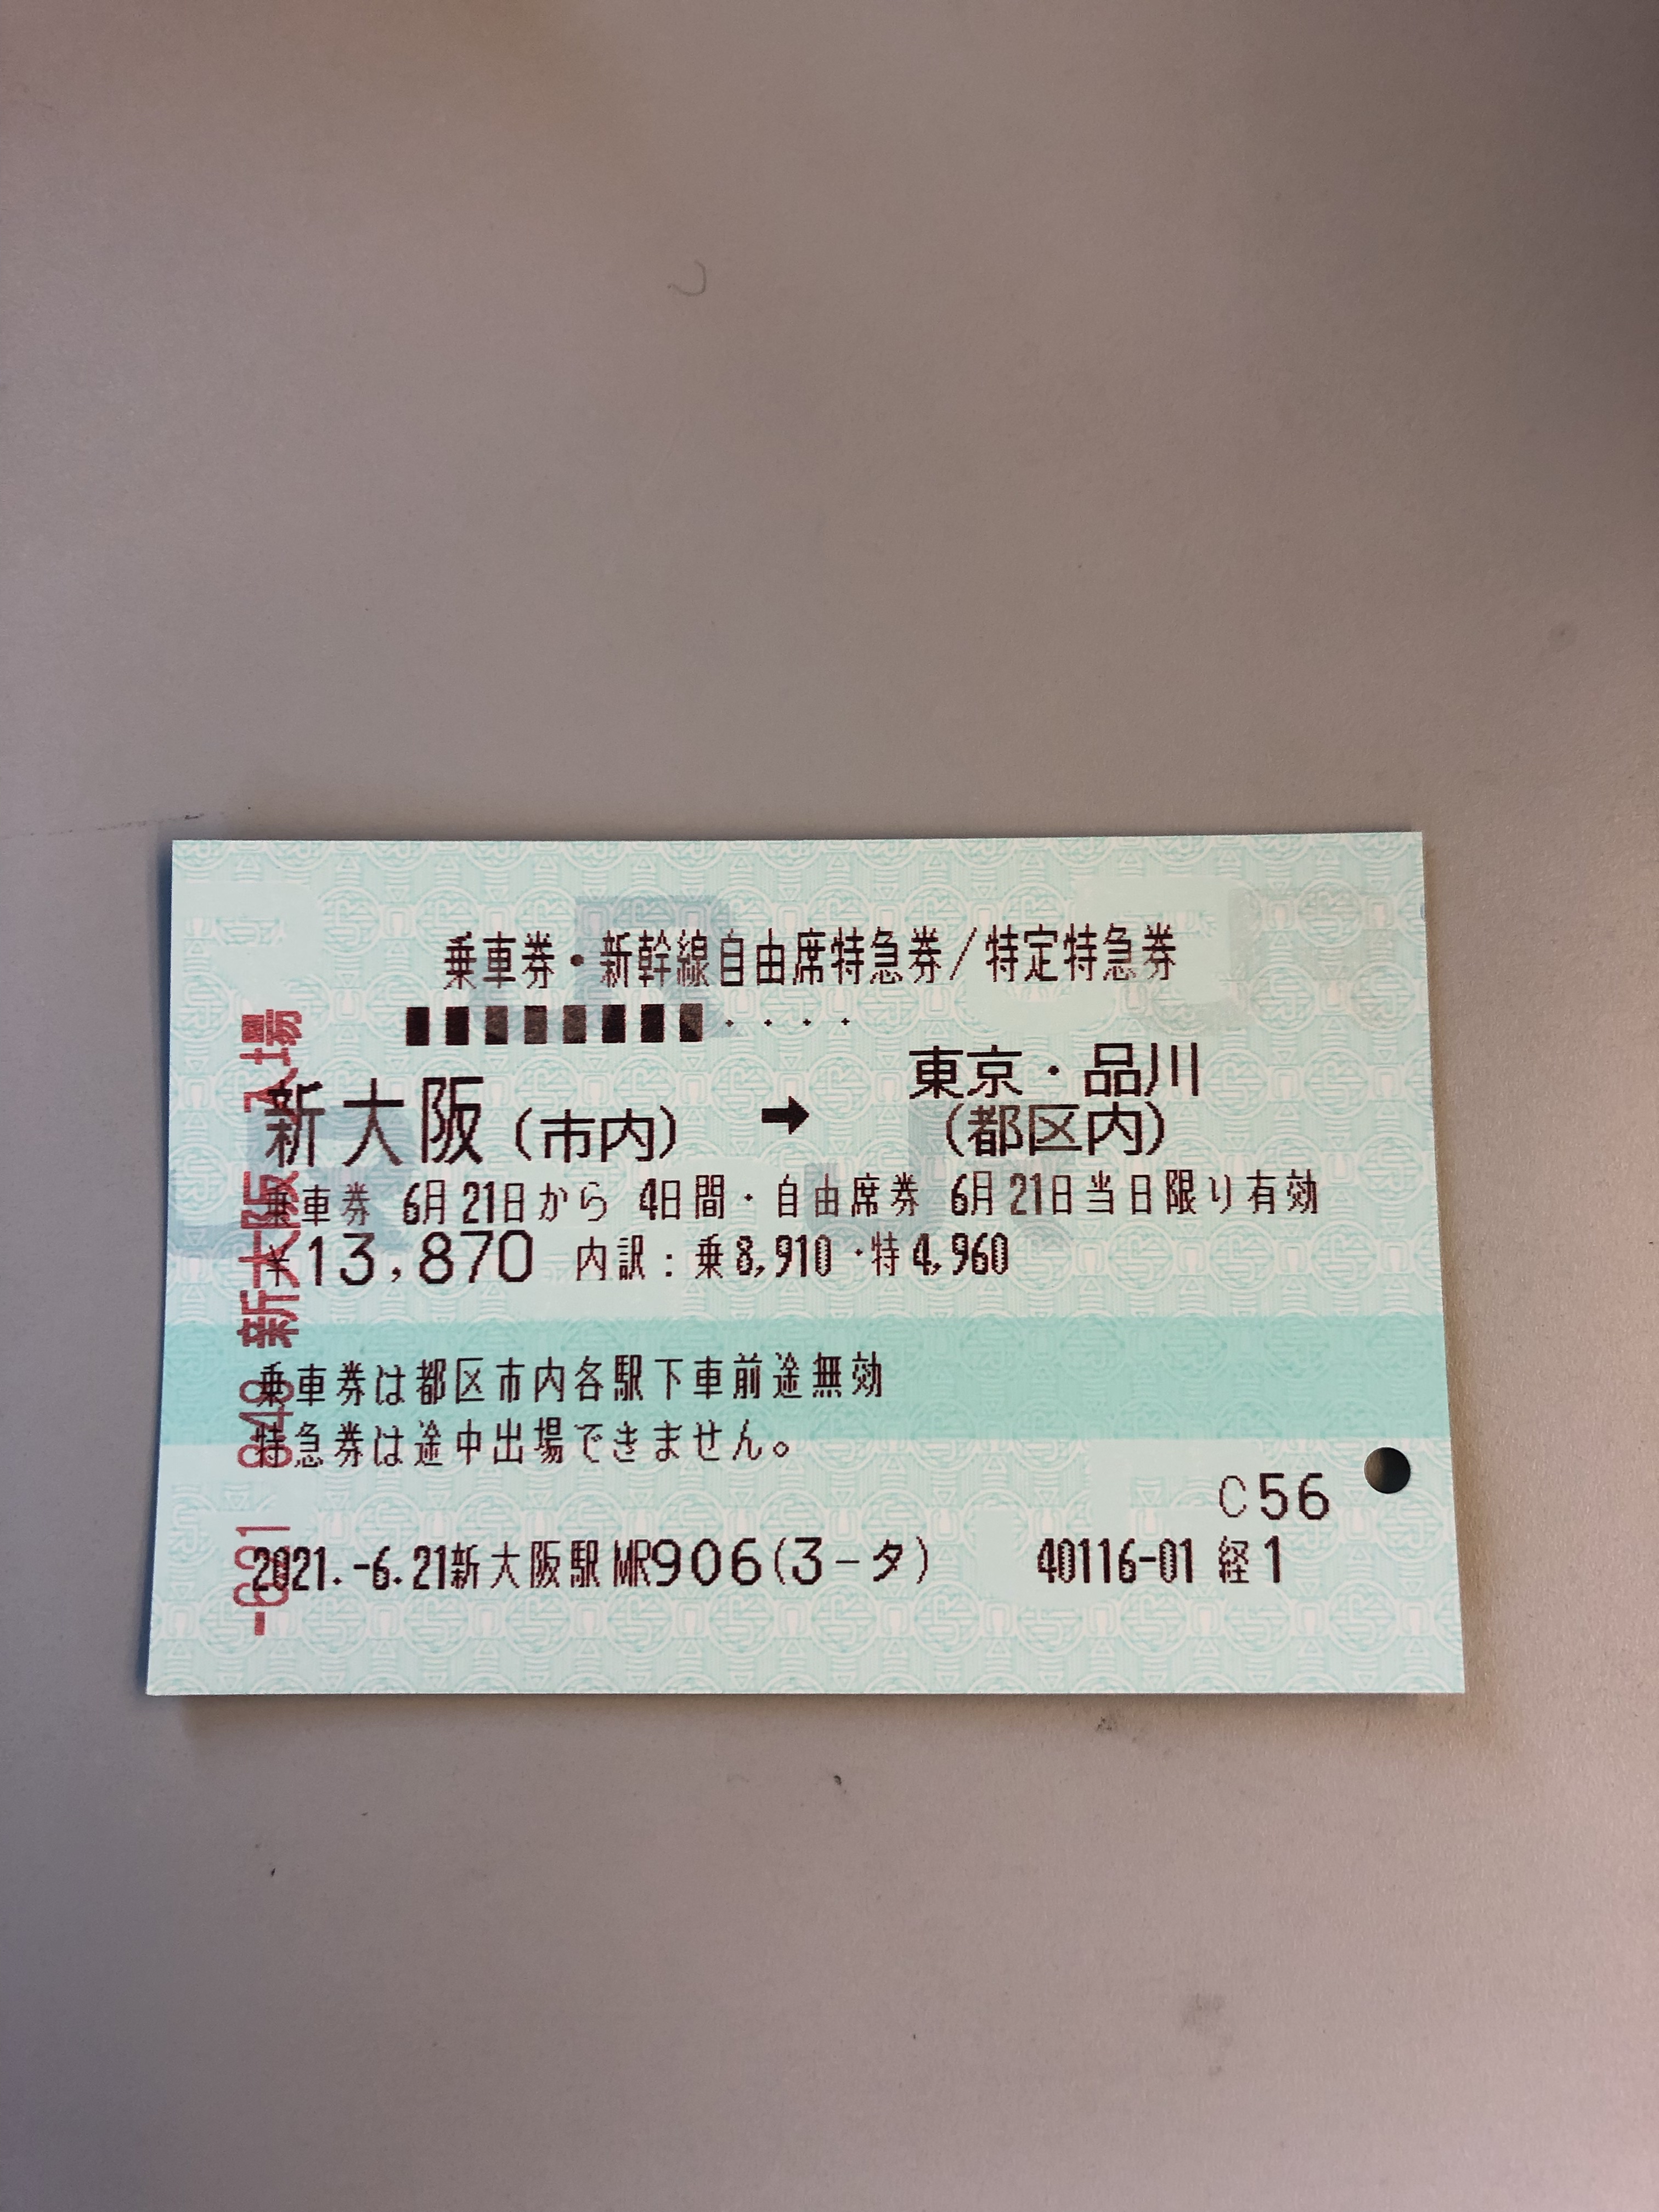 乗車券・新幹線自由席特急券/特定特急券
■■■■■■■■・・・・
新大阪(市内) ➡ 東京・品川(都区内)
乗車券 6月21日から 4日間・自由席券 6月21日当日限り有効
¥13,870 内訳:乗8,910・特4,960
乗車券は都区市内各駅下車前途無効
特急券は途中出場できません。
C56
2021.-6.21新大阪駅MR906(3-タ) 40116-01 経1
-621 848 新大阪 入場